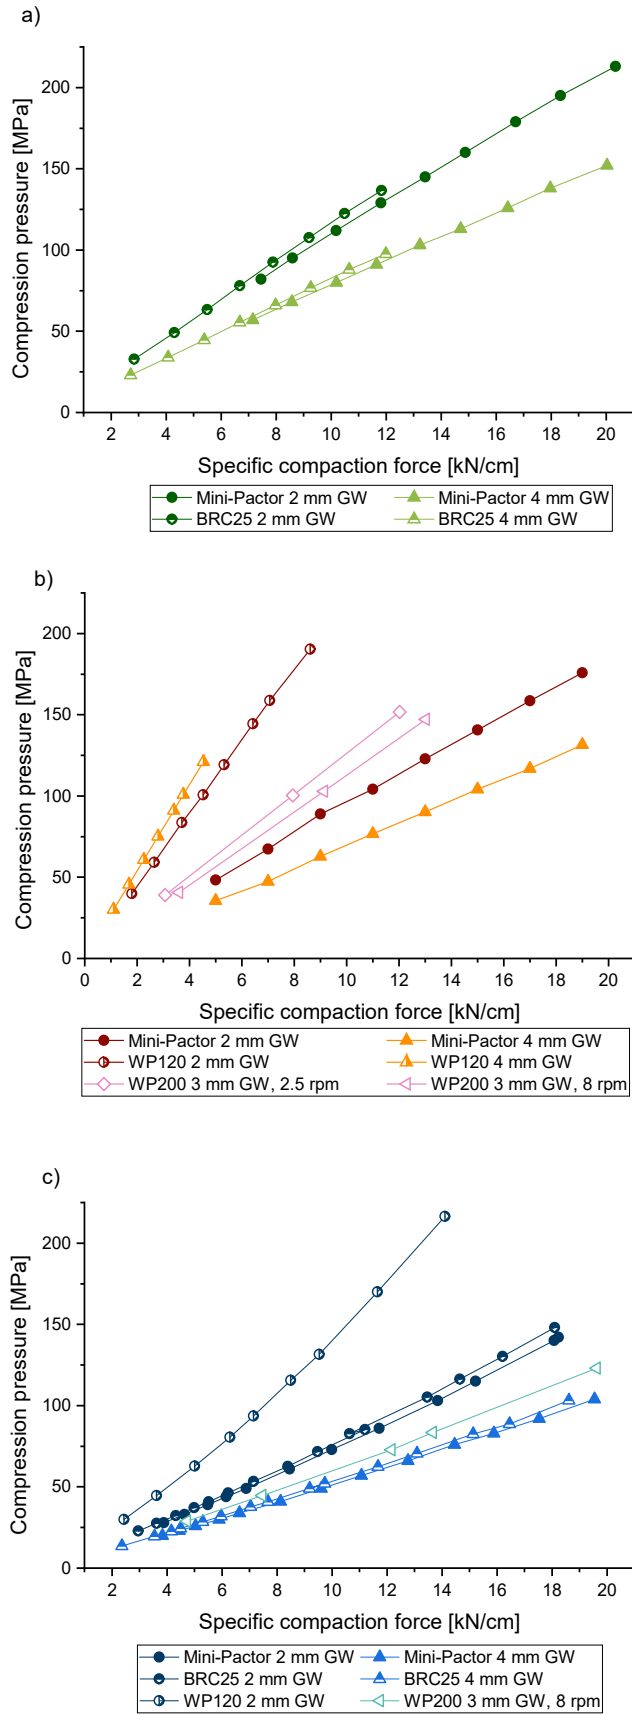 a)
200
150
100
50
0
Compression pressure [MPa]
2 4 6 8 10 12 14 16 18 20
Specific compaction force [kN/cm]
Mini-Pactor 2 mm GW Mini-Pactor 4 mm GW
BRC25 2 mm GW BRC25 4 mm GW
b)
200
150
100
50
0
Compression pressure [MPa]
0 2 4 6 8 10 12 14 16 18 20
Specific compaction force [kN/cm]
Mini-Pactor 2 mm GW Mini-Pactor 4 mm GW
WP120 2 mm GW WP120 4 mm GW
WP200 3 mm GW, 2.5 rpm WP200 3 mm GW, 8 rpm
c)
200
150
100
50
0
Compression pressure [MPa]
2 4 6 8 10 12 14 16 18 20
Specific compaction force [kN/cm]
Mini-Pactor 2 mm GW Mini-Pactor 4 mm GW
BRC25 2 mm GW BRC25 4 mm GW
WP120 2 mm GW WP200 3 mm GW, 8 rpm